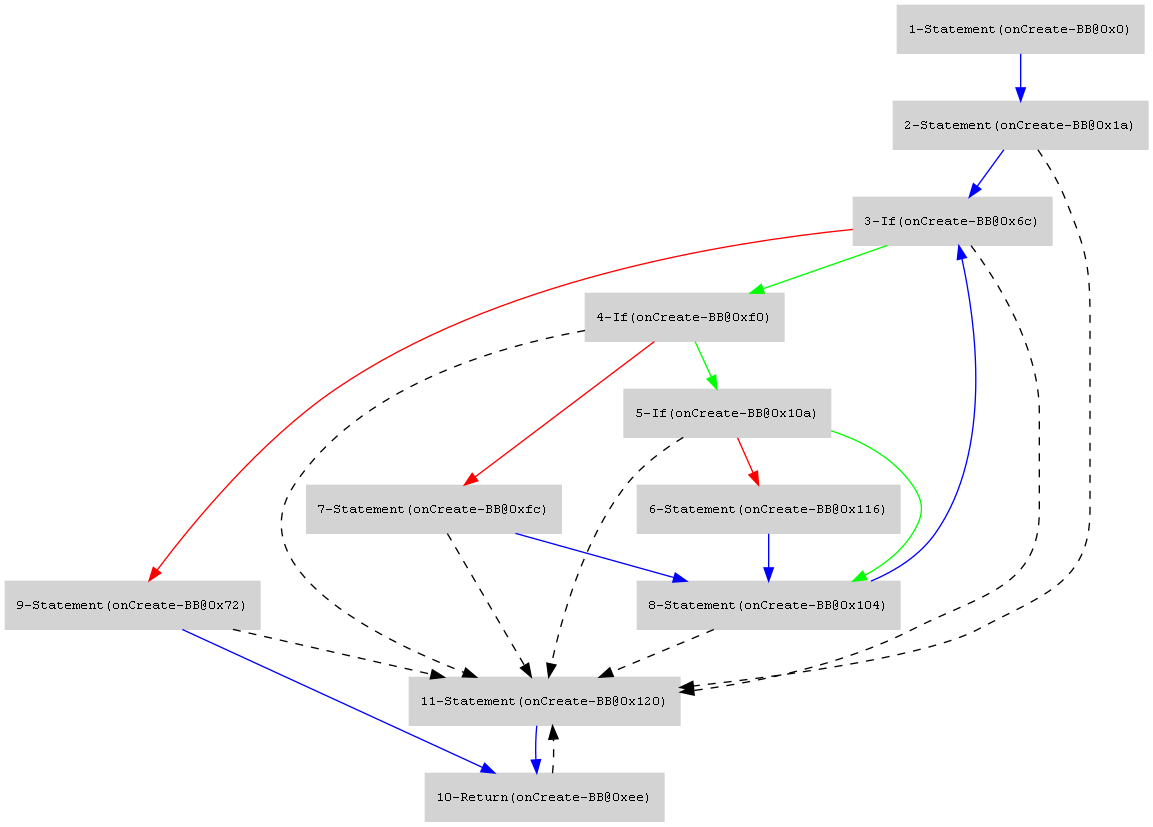 1-Statement(onCreate-BB@0x0)
2-Statement(onCreate-BB@0x1a)
3-If(onCreate-BB@0x6c)
4-If(onCreate-BB@0xf0)
5-If(onCreate-BB@0x10a)
7-Statement(onCreate-BB@0xfc)
6-Statement(onCreate-BB@0x116)
9-Statement(onCreate-BB@0x72)
8-Statement(onCreate-BB@0x104)
11-Statement(onCreate-BB@0x120)
10-Return(onCreate-BB@0xee)